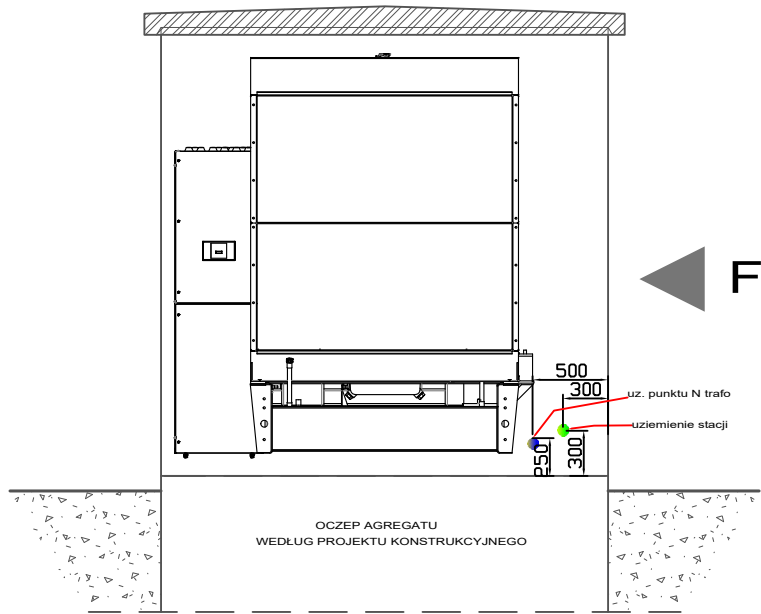 F
500
300
uz. punktu N trafo
uziemienie stacji
250
300
OCZEP AGREGATU
WEDŁUG PROJEKTU KONSTRUKCYJNEGO